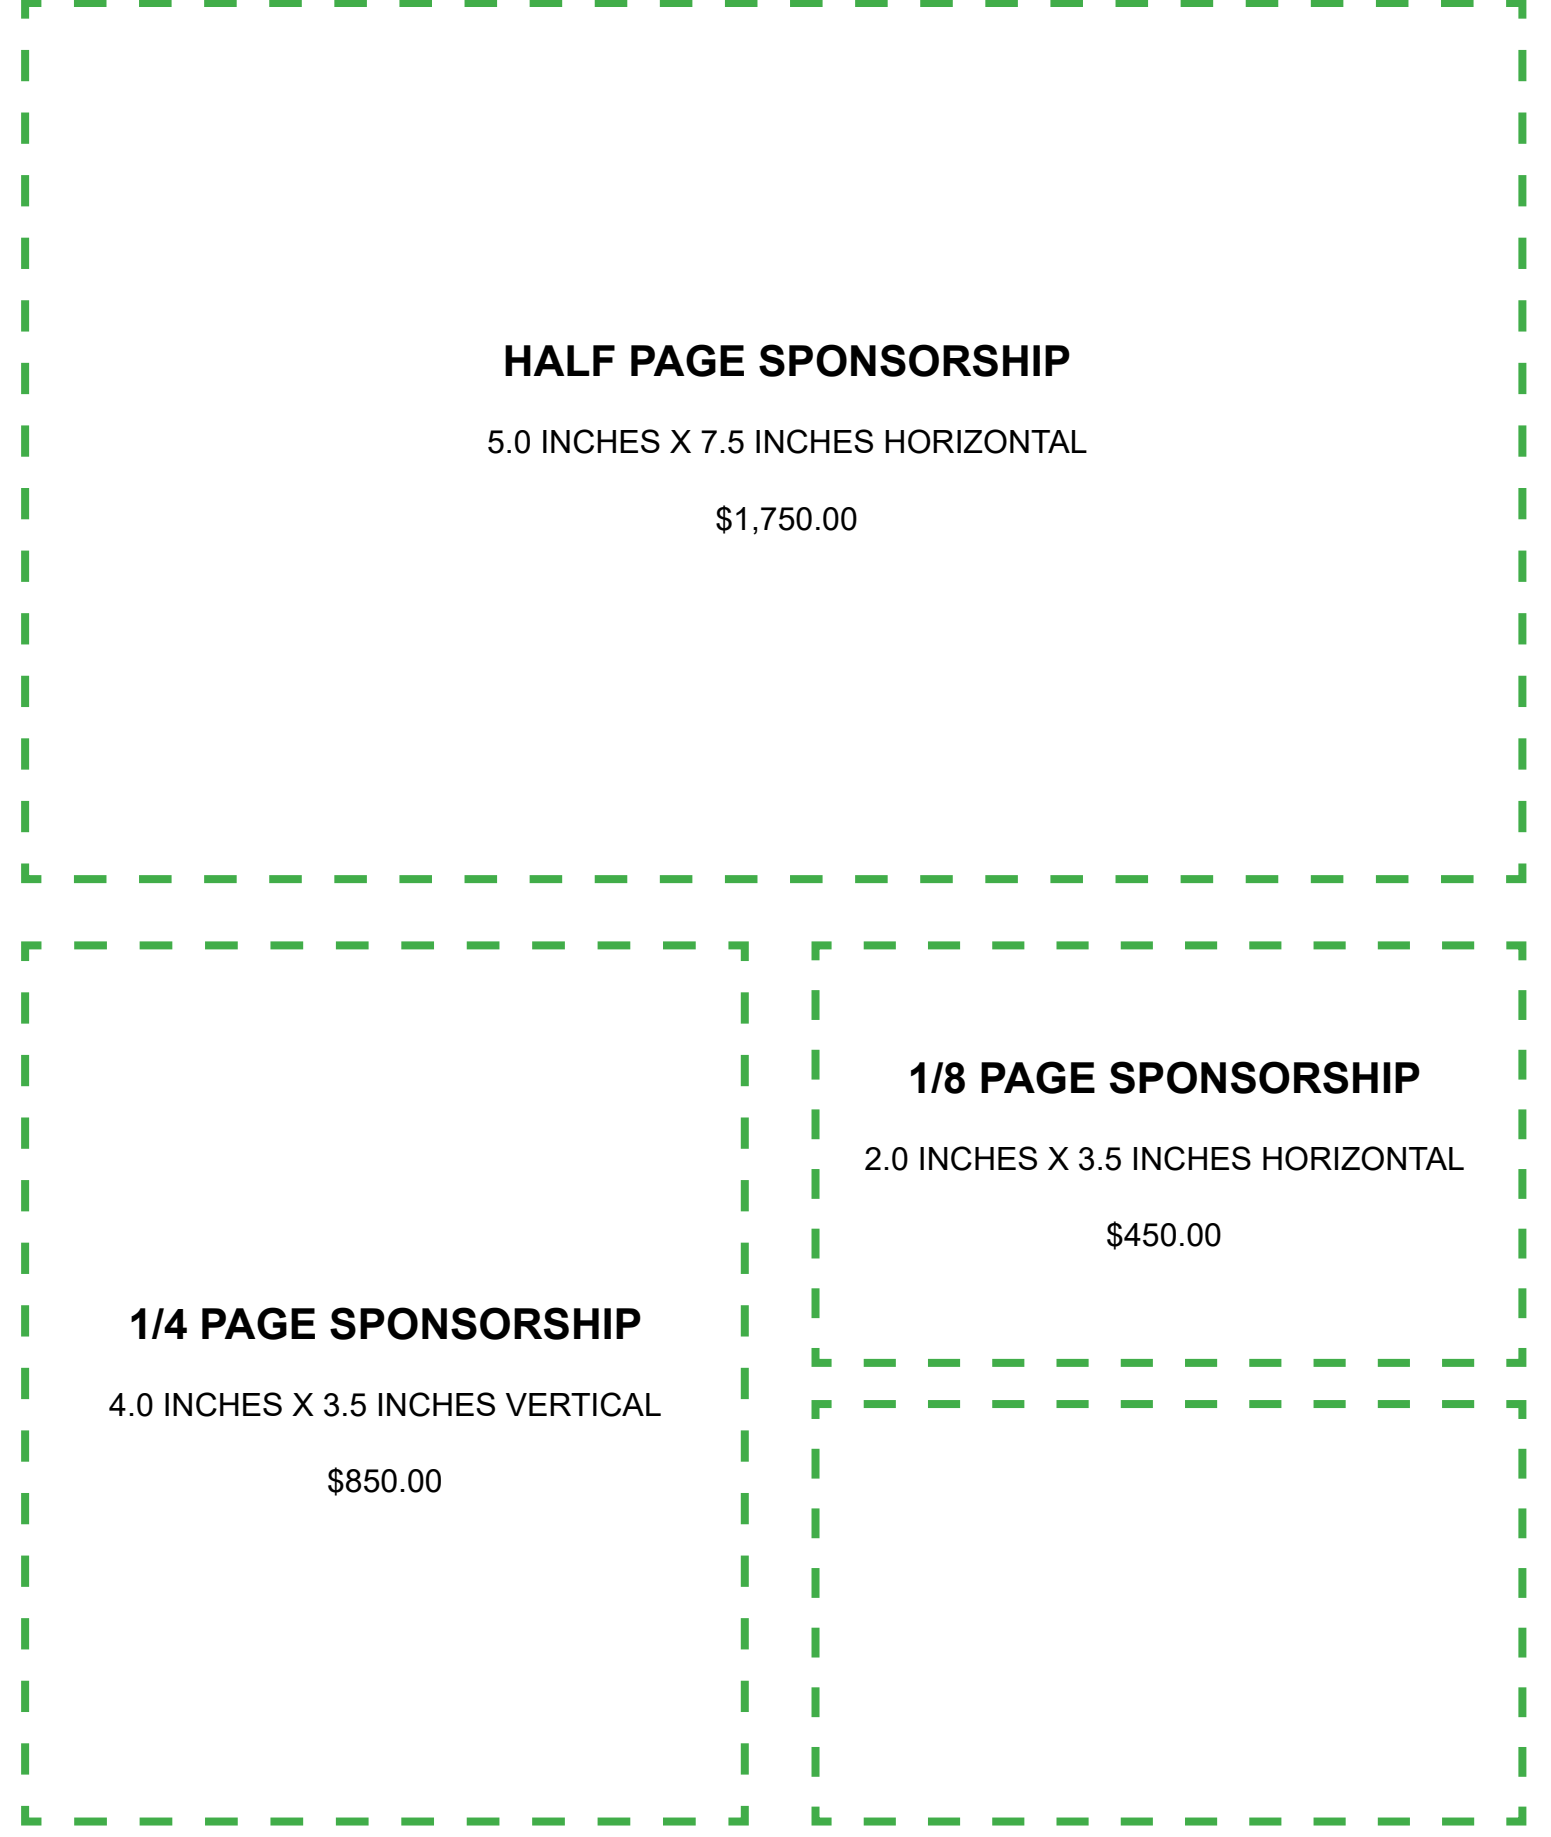 HALF PAGE SPONSORSHIP
5.0 INCHES X 7.5 INCHES HORIZONTAL
$1,750.00
1/8 PAGE SPONSORSHIP
2.0 INCHES X 3.5 INCHES HORIZONTAL
$450.00
1/4 PAGE SPONSORSHIP
4.0 INCHES X 3.5 INCHES VERTICAL
$850.00